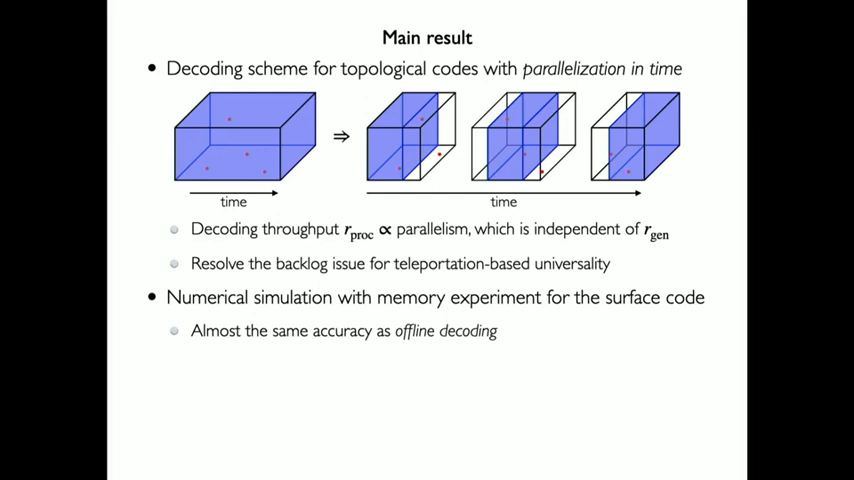 Main result
• Decoding scheme for topological codes with parallelization in time
⇒
time
time
Decoding throughput r_proc ∝ parallelism, which is independent of r_gen
Resolve the backlog issue for teleportation-based universality
• Numerical simulation with memory experiment for the surface code
Almost the same accuracy as offline decoding